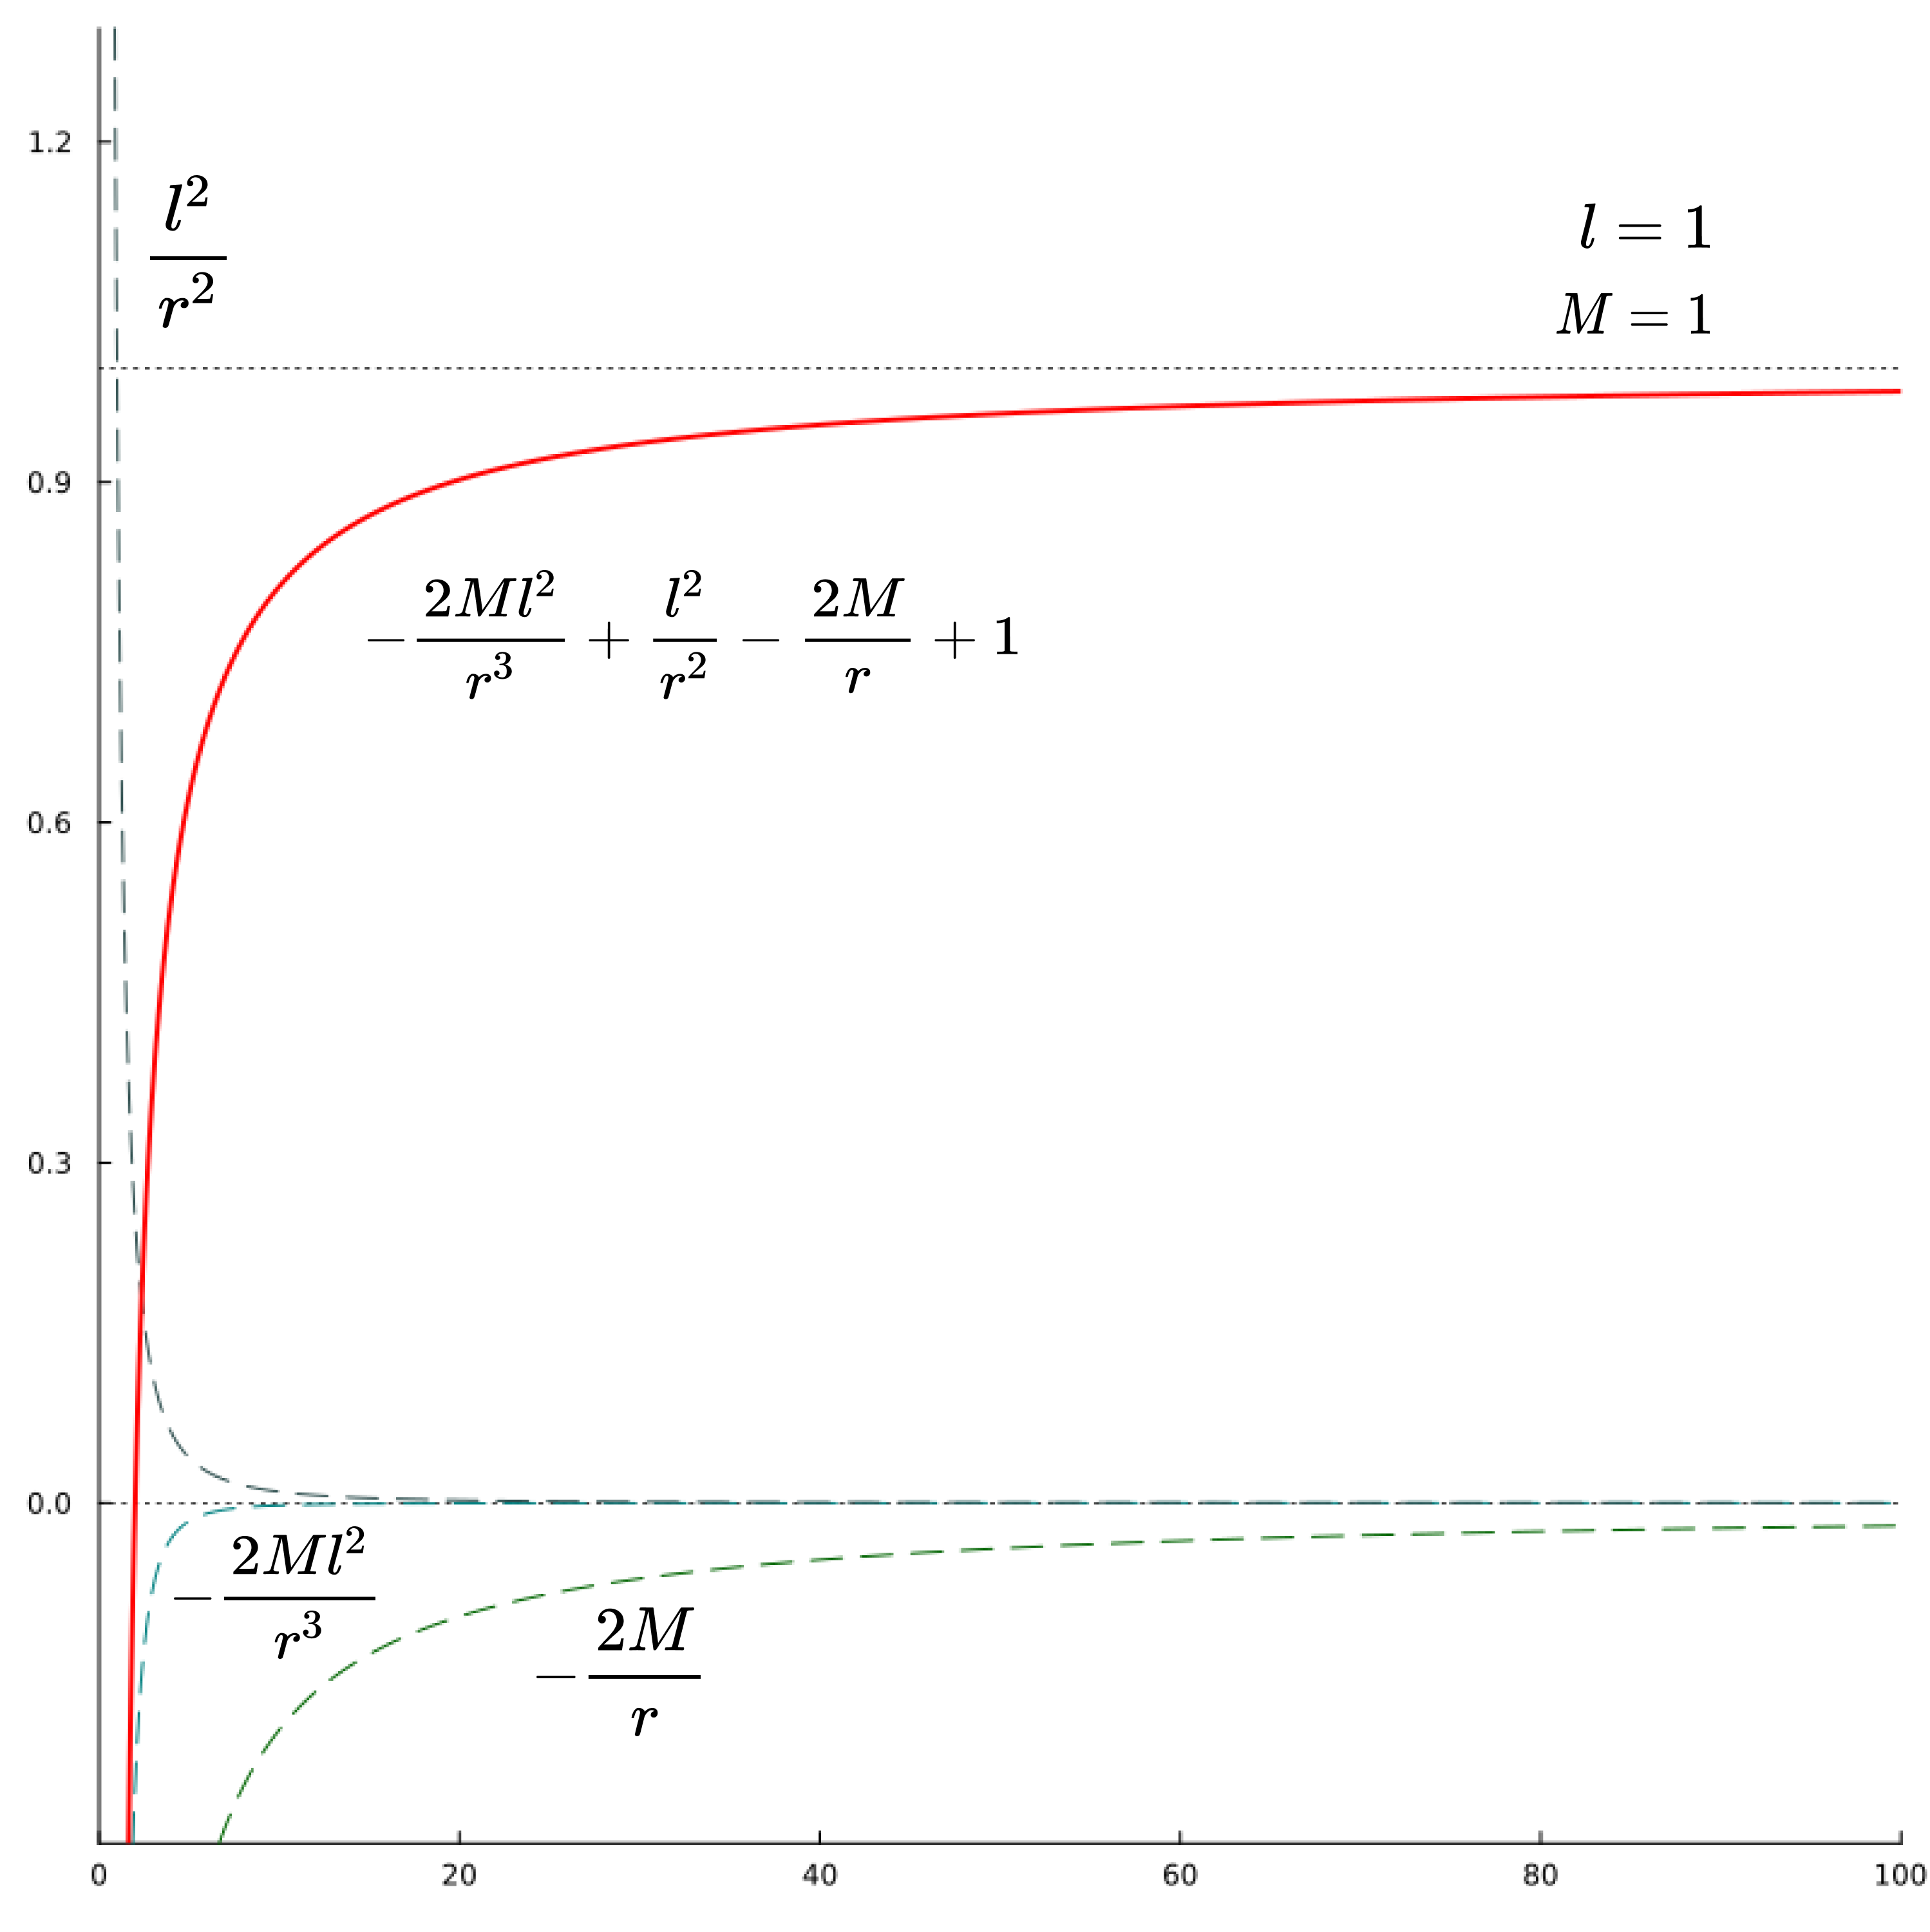 1.2
l²/r²
l = 1
M = 1
0.9
−2Ml²/r³ + l²/r² − 2M/r + 1
0.6
0.3
0.0
−2Ml²/r³
−2M/r
0 20 40 60 80 100